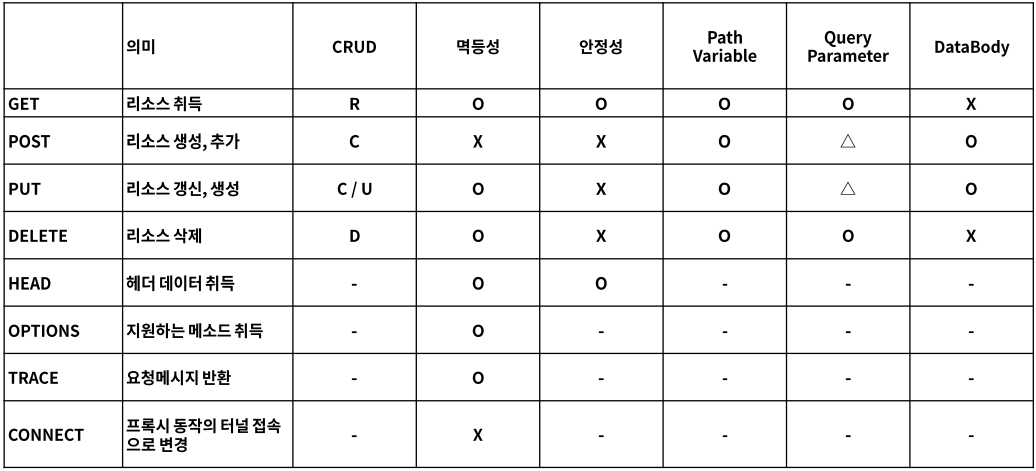 의미 CRUD 멱등성 안정성 Path Variable Query Parameter DataBody
GET 리소스 취득 R O O O O X
POST 리소스 생성, 추가 C X X O △ O
PUT 리소스 갱신, 생성 C / U O X O △ O
DELETE 리소스 삭제 D O X O O X
HEAD 헤더 데이터 취득 - O O - - -
OPTIONS 지원하는 메소드 취득 - O - - - -
TRACE 요청메시지 반환 - O - - - -
CONNECT 프록시 동작의 터널 접속
으로 변경 - X - - - -